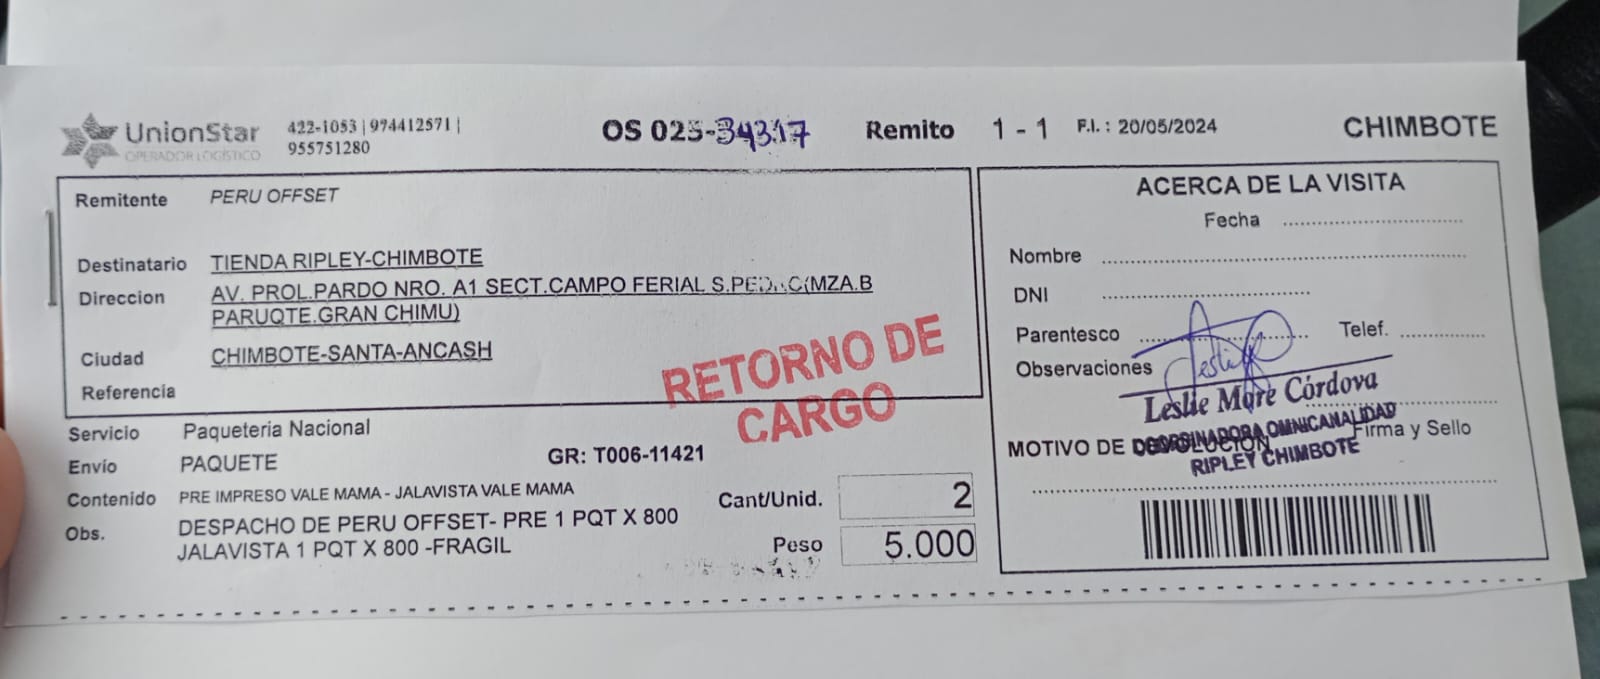 UnionStar
OPERADOR LOGÍSTICO
422-1053 | 974412571 |
955751280
OS 025-34317
Remito 1 - 1
F.I. : 20/05/2024
CHIMBOTE
Remitente PERU OFFSET
Destinatario TIENDA RIPLEY-CHIMBOTE
Direccion AV. PROL.PARDO NRO. A1 SECT.CAMPO FERIAL (MZA.B
PARUQTE.GRAN CHIMU)
Ciudad CHIMBOTE-SANTA-ANCASH
Referencia
RETORNO DE
CARGO
Servicio Paqueteria Nacional
Envío PAQUETE
GR: T006-11421
Contenido PRE IMPRESO VALE MAMA - JALAVISTA VALE MAMA
Obs. DESPACHO DE PERU OFFSET- PRE 1 PQT X 800
JALAVISTA 1 PQT X 800 -FRAGIL
Cant/Unid. 2
Peso 5.000
ACERCA DE LA VISITA
Fecha
Nombre
DNI
Parentesco
Telef.
Observaciones
Leslie More Córdova
COORDINADORA OMNICANALIDAD
RIPLEY CHIMBOTE
Firma y Sello
MOTIVO DE DEVOLUCION